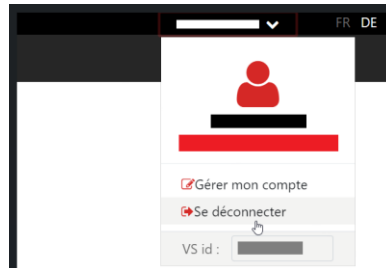 FR DE
Gérer mon compte
Se déconnecter
VS id :